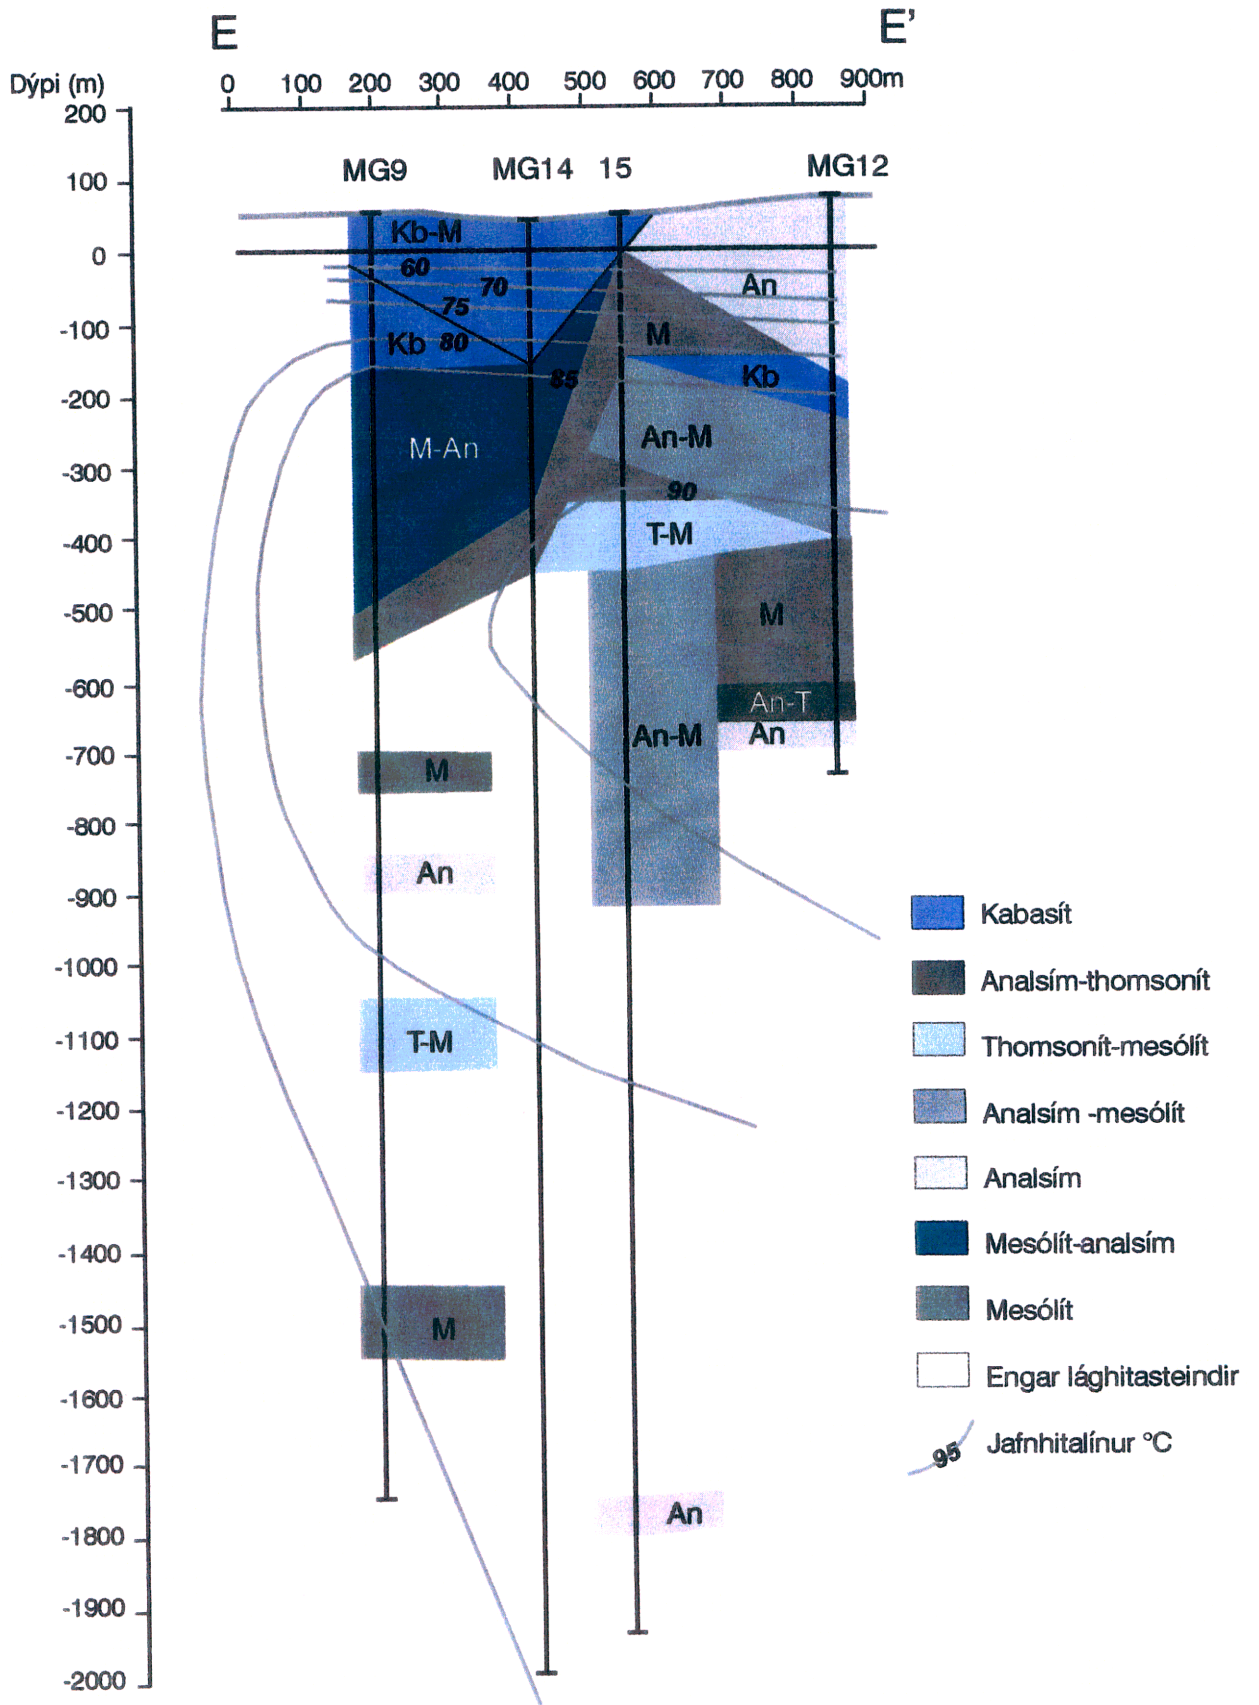 E E'
Dýpi (m)
0 100 200 300 400 500 600 700 800 900m
200
100
0
-100
-200
-300
-400
-500
-600
-700
-800
-900
-1000
-1100
-1200
-1300
-1400
-1500
-1600
-1700
-1800
-1900
-2000
MG9 MG14 15 MG12
Kb-M
60
70
75
Kb 80
85
M-An
An
M
Kb
An-M
90
T-M
M
An-T
An-M An
M
An
T-M
M
An
Kabasít
Analsím-thomsonít
Thomsonít-mesólít
Analsím -mesólít
Analsím
Mesólít-analsím
Mesólít
Engar lághitasteindir
95 Jafnhitalínur °C